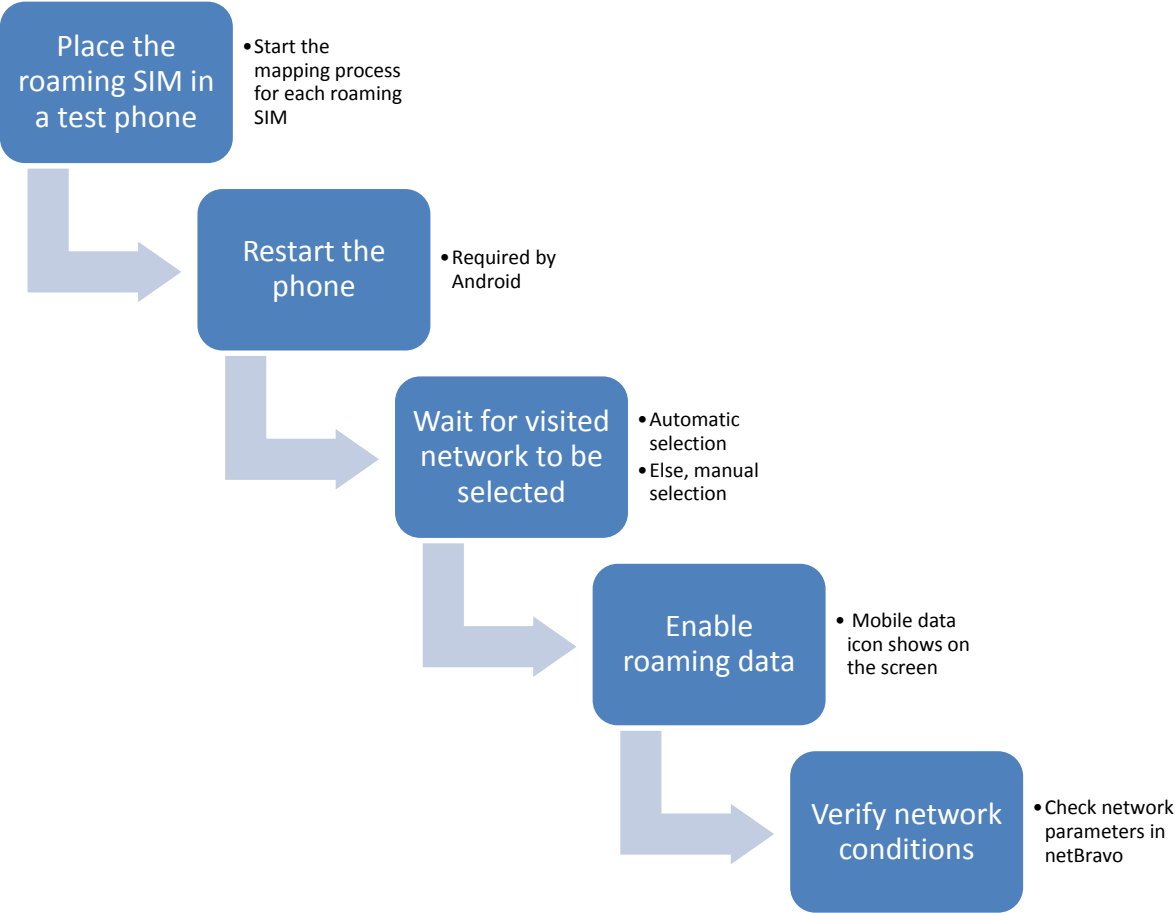 Place the
roaming SIM in
a test phone
•Start the
mapping process
for each roaming
SIM
Restart the
phone
•Required by
Android
Wait for visited
network to be
selected
•Automatic
selection
•Else, manual
selection
Enable
roaming data
• Mobile data
icon shows on
the screen
Verify network
conditions
•Check network
parameters in
netBravo